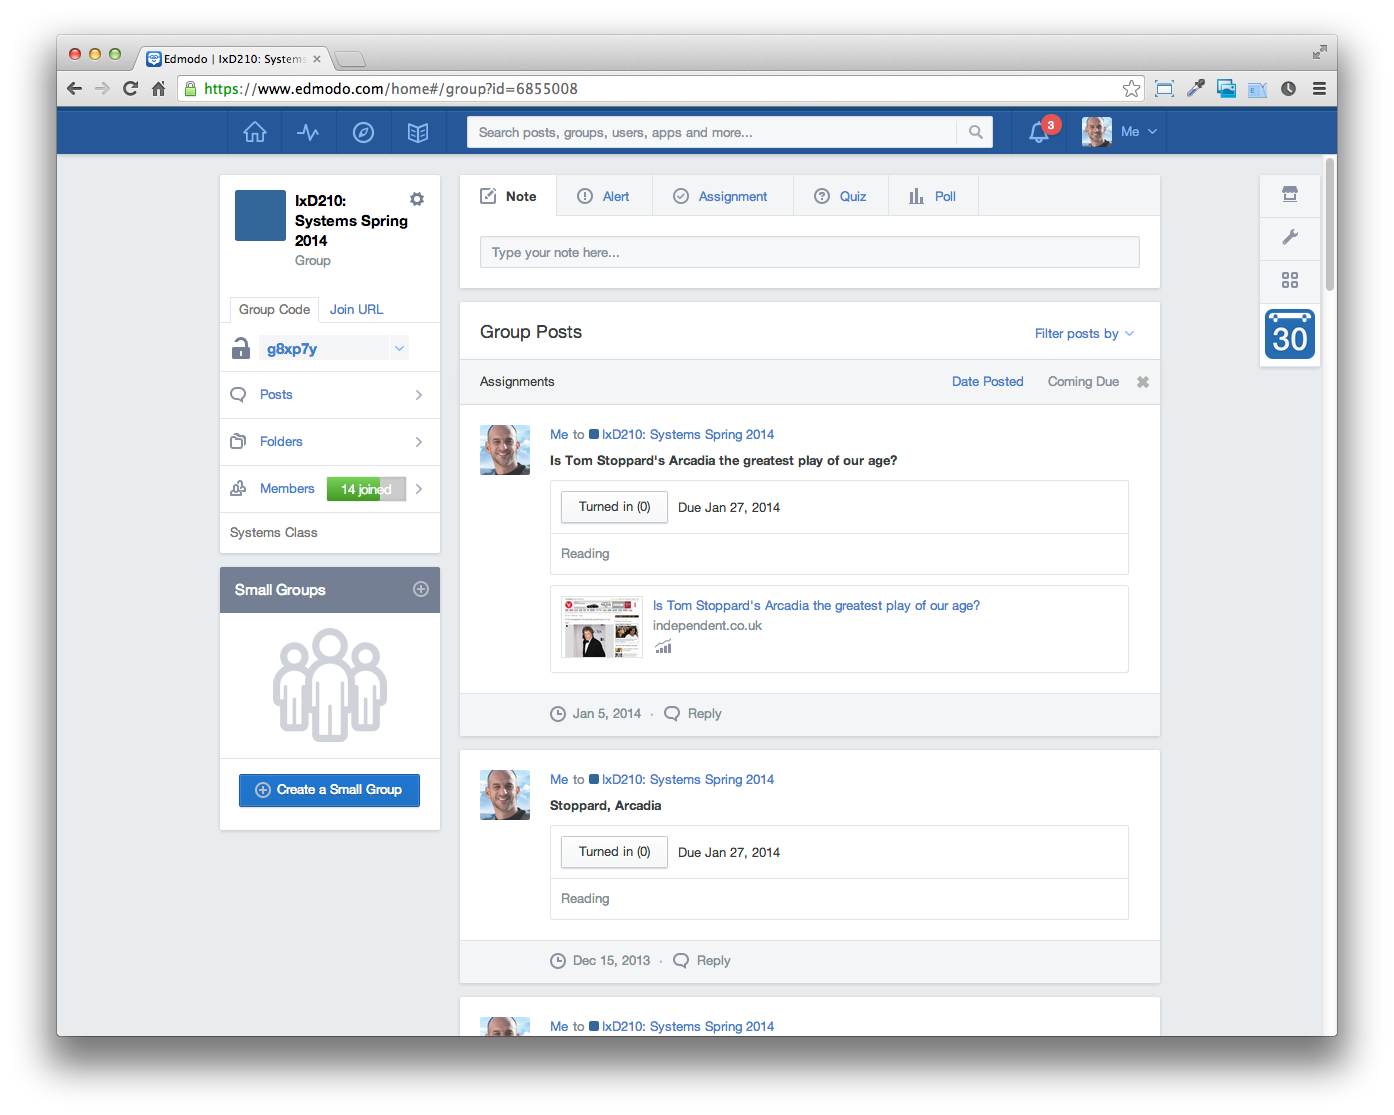 Edmodo | IxD210: Systems
https://www.edmodo.com/home#/group?id=6855008
Search posts, groups, users, apps and more...
3
Me
IxD210:
Systems Spring
2014
Group
Group Code
Join URL
g8xp7y
Posts
Folders
Members
14 joined
Systems Class
Small Groups
Create a Small Group
Note
Alert
Assignment
Quiz
Poll
Type your note here...
Group Posts
Filter posts by
Assignments
Date Posted
Coming Due
Me to IxD210: Systems Spring 2014
Is Tom Stoppard's Arcadia the greatest play of our age?
Turned in (0)
Due Jan 27, 2014
Reading
Is Tom Stoppard's Arcadia the greatest play of our age?
independent.co.uk
Jan 5, 2014 · Reply
Me to IxD210: Systems Spring 2014
Stoppard, Arcadia
Turned in (0)
Due Jan 27, 2014
Reading
Dec 15, 2013 · Reply
Me to IxD210: Systems Spring 2014
30